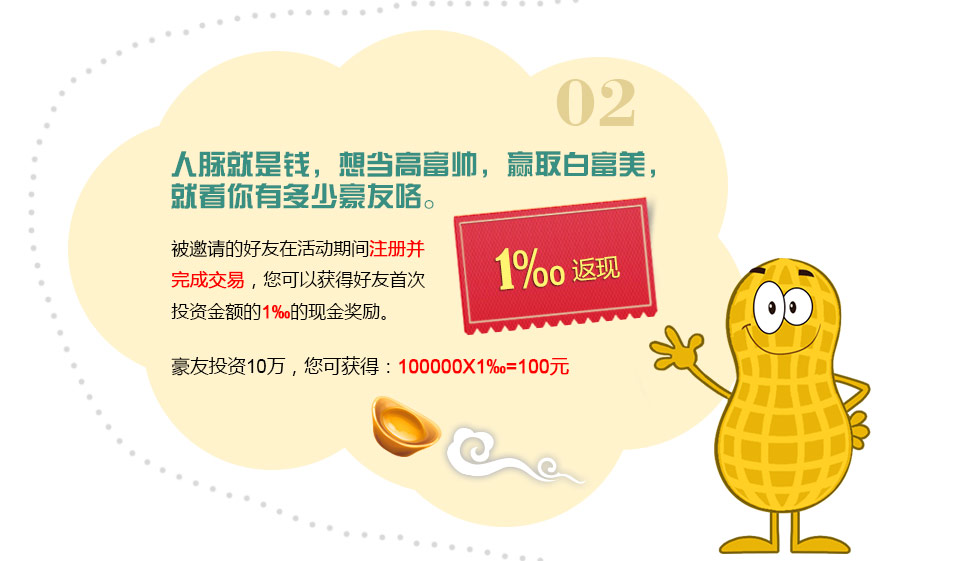 02
人脉就是钱，想当高富帅，赢取白富美，
就看你有多少豪友咯。
被邀请的好友在活动期间注册并
完成交易，您可以获得好友首次
投资金额的1‰的现金奖励。
1‰ 返现
豪友投资10万，您可获得：100000X1‰=100元